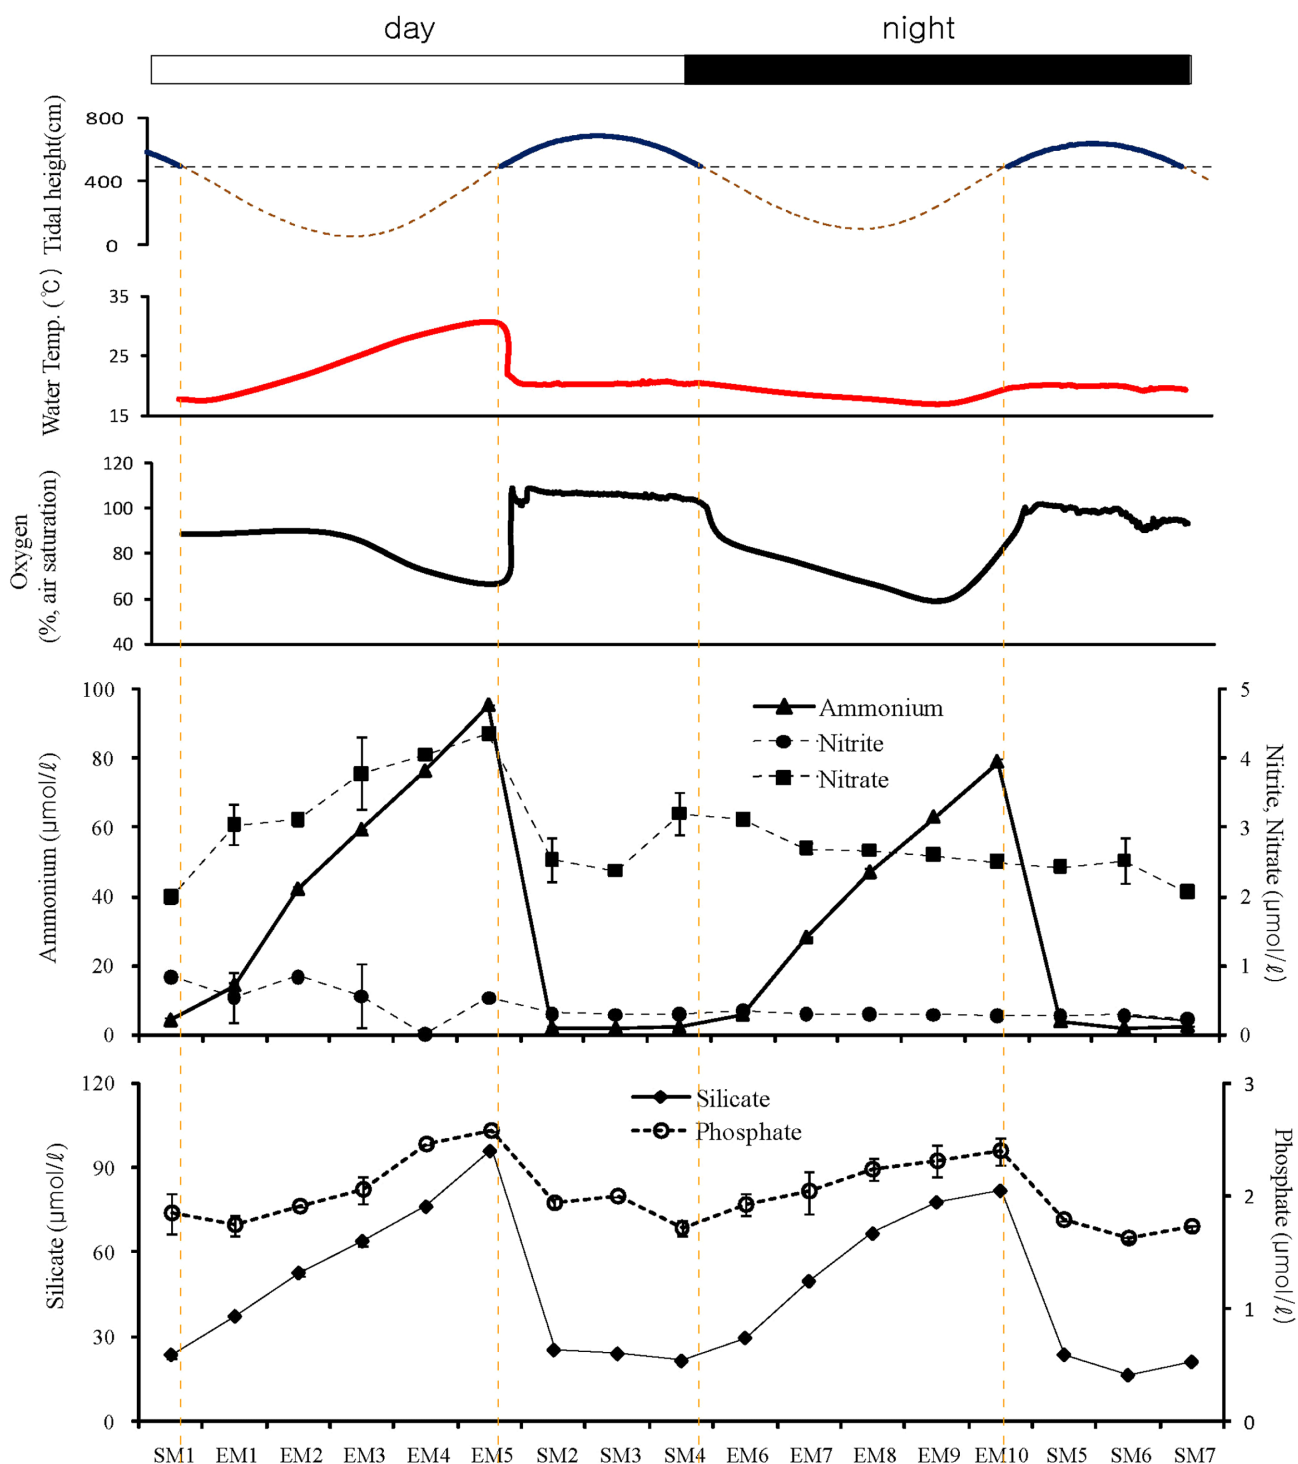 day night
Tidal height(cm)
800
400
0
Water Temp. (℃)
35
25
15
Oxygen
(%, air saturation)
120
100
80
60
40
Ammonium (μmol/ℓ)
100
80
60
40
20
0
Ammonium
Nitrite
Nitrate
5
4
3
2
1
0
Nitrite, Nitrate (μmol/ℓ)
Silicate (μmol/ℓ)
120
90
60
30
0
Silicate
Phosphate
3
2
1
0
Phosphate (μmol/ℓ)
SM1 EM1 EM2 EM3 EM4 EM5 SM2 SM3 SM4 EM6 EM7 EM8 EM9 EM10 SM5 SM6 SM7